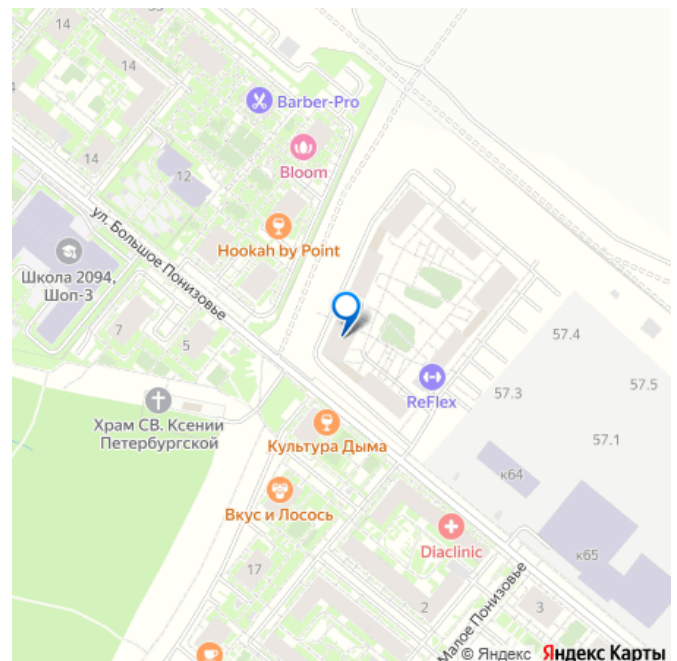 14
14
14
Barber-Pro
Bloom
12
Hookah by Point
ул. Большое Понизовье
Школа 2094,
Шоп-3
7
5
57.4
57.5
ReFlex
57.3
Храм СВ. Ксении
Петербургской
Культура Дыма
57.1
к64
Вкус и Лосось
Diaclinic
к65
17
2
Малое Понизовье
3
© Яндекс Яндекс Карты